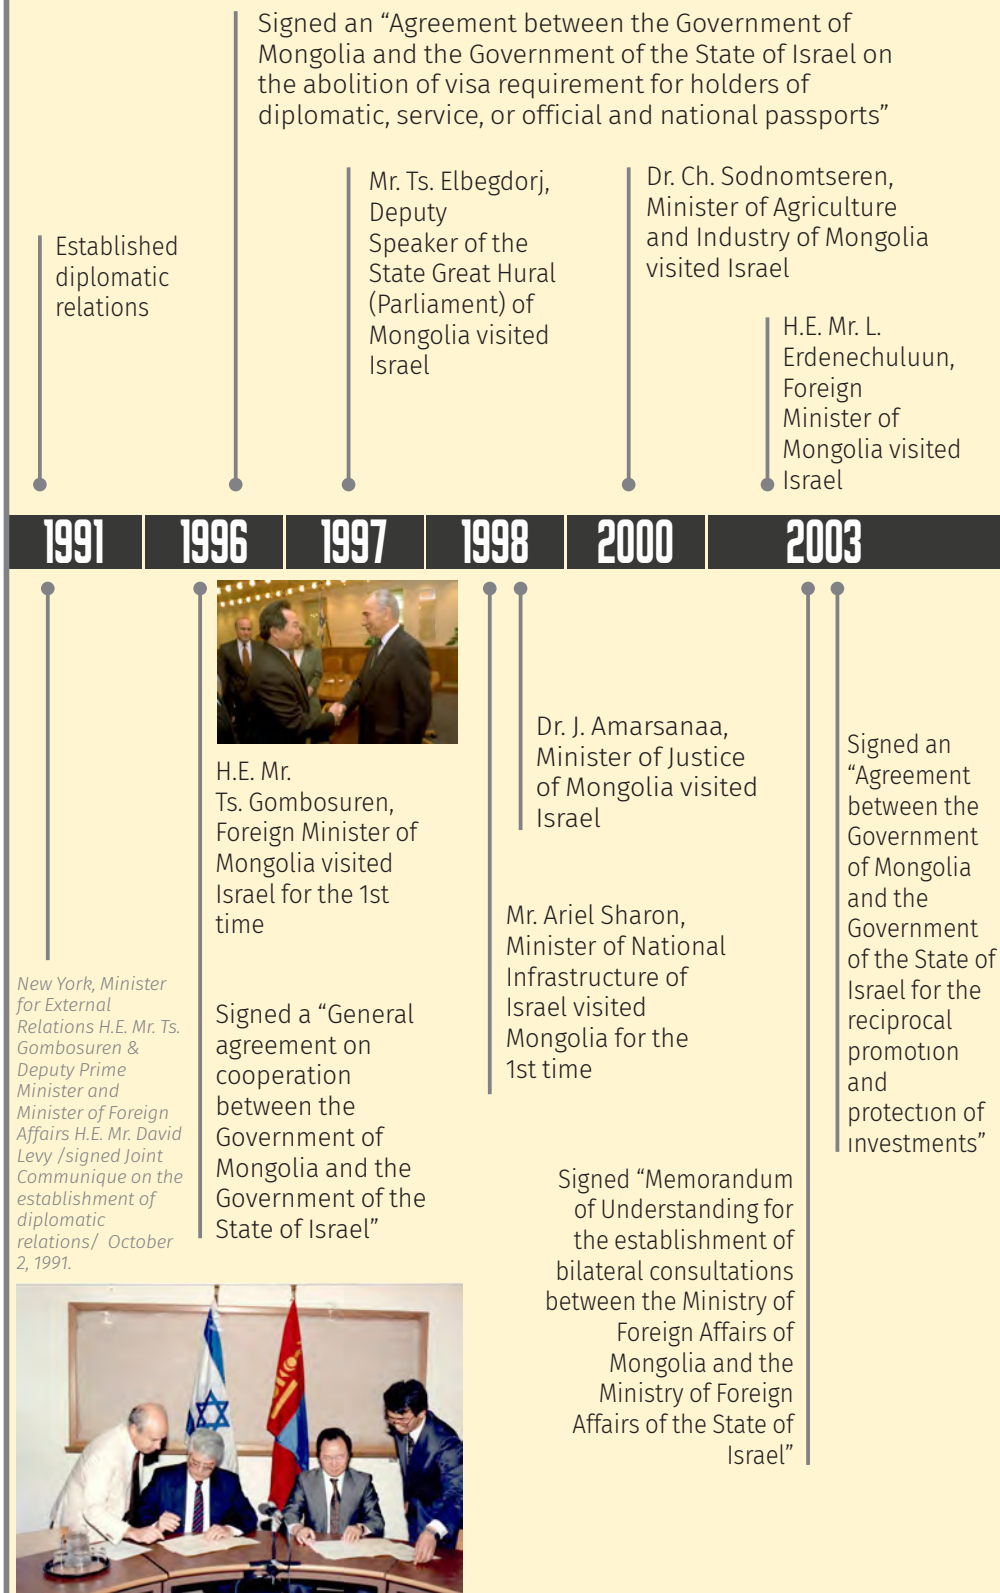 Signed an “Agreement between the Government of
Mongolia and the Government of the State of Israel on
the abolition of visa requirement for holders of
diplomatic, service, or official and national passports”
Established
diplomatic
relations
Mr. Ts. Elbegdorj,
Deputy
Speaker of the
State Great Hural
(Parliament) of
Mongolia visited
Israel
Dr. Ch. Sodnomtseren,
Minister of Agriculture
and Industry of Mongolia
visited Israel
H.E. Mr. L.
Erdenechuluun,
Foreign
Minister of
Mongolia visited
Israel
1991 1996 1997 1998 2000 2003
New York, Minister
for External
Relations H.E. Mr. Ts.
Gombosuren &
Deputy Prime
Minister and
Minister of Foreign
Affairs H.E. Mr. David
Levy /signed Joint
Communique on the
establishment of
diplomatic
relations/ October
2, 1991.
H.E. Mr.
Ts. Gombosuren,
Foreign Minister of
Mongolia visited
Israel for the 1st
time
Signed a “General
agreement on
cooperation
between the
Government of
Mongolia and the
Government of the
State of Israel”
Dr. J. Amarsanaa,
Minister of Justice
of Mongolia visited
Israel
Mr. Ariel Sharon,
Minister of National
Infrastructure of
Israel visited
Mongolia for the
1st time
Signed “Memorandum
of Understanding for
the establishment of
bilateral consultations
between the Ministry of
Foreign Affairs of
Mongolia and the
Ministry of Foreign
Affairs of the State of
Israel”
Signed an
“Agreement
between the
Government
of Mongolia
and the
Government
of the State of
Israel for the
reciprocal
promotıon
and
protectıon of
ınvestments”